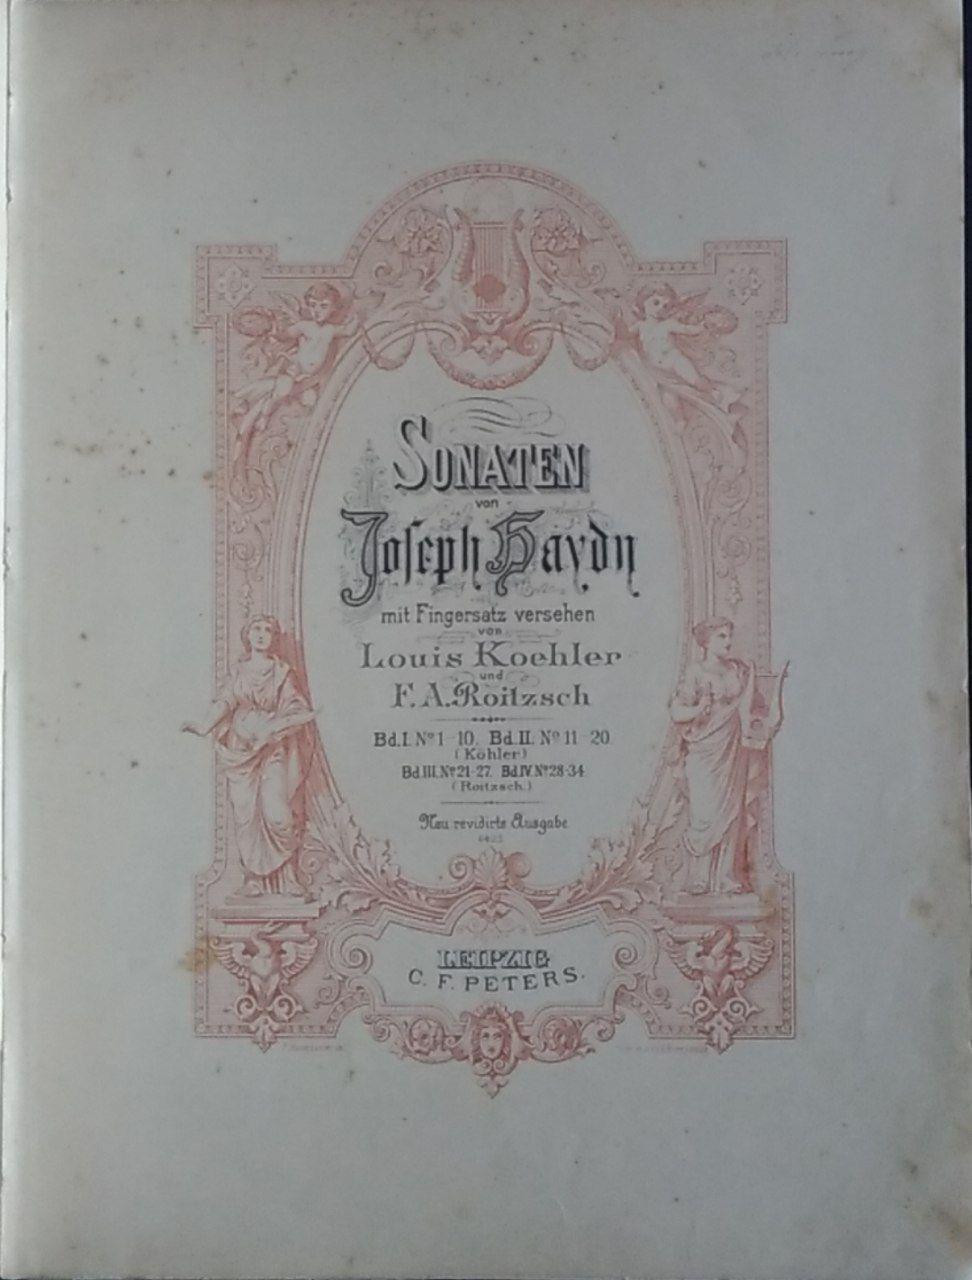 SONATEN
von
Joseph Haydn
mit Fingersatz versehen
von
Louis Koehler
und
F. A. Roitzsch
Bd. I. No 1-10. Bd. II. No 11-20.
(Köhler)
Bd. III. No 21-27. Bd. IV. No 28-34.
(Roitzsch.)
Neu revidirte Ausgabe.
LEIPZIG
C. F. PETERS.